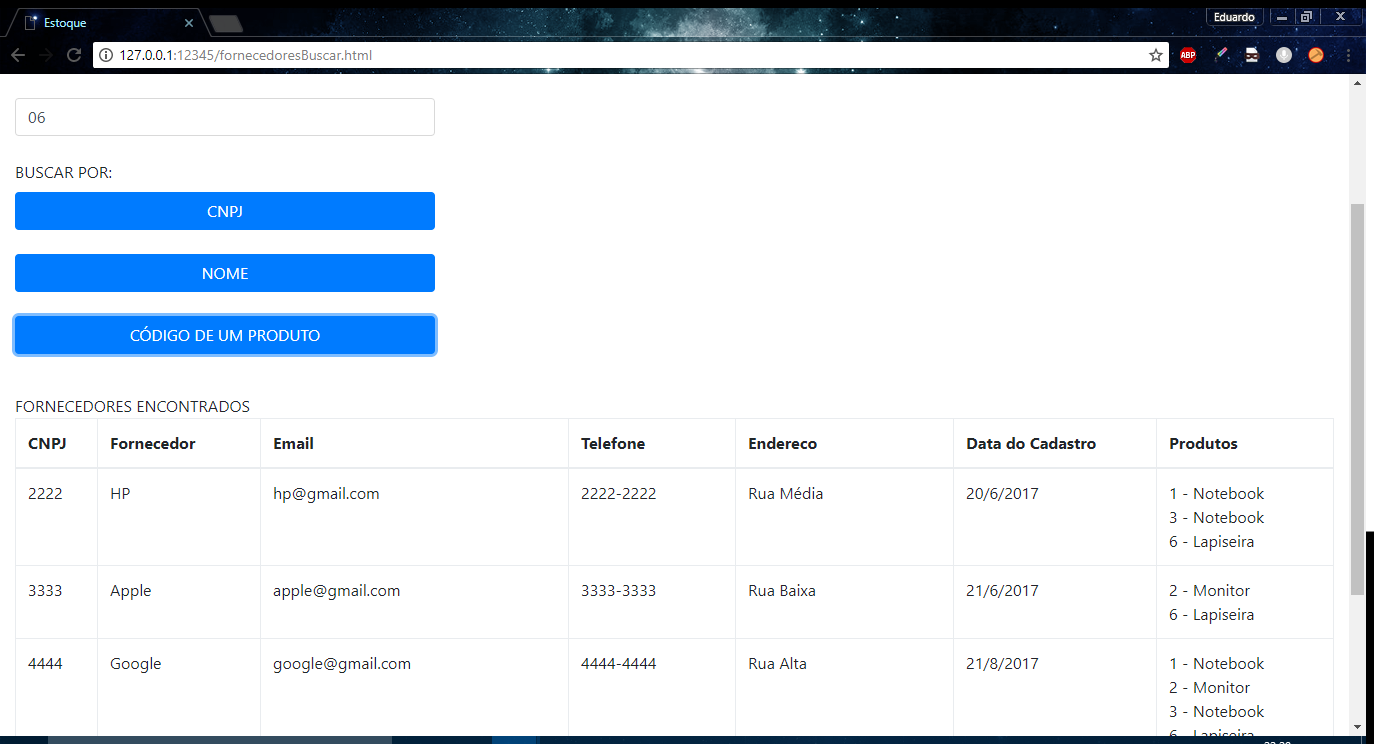 Estoque
Eduardo
127.0.0.1:12345/fornecedoresBuscar.html
ABP
06
BUSCAR POR:
CNPJ
NOME
CÓDIGO DE UM PRODUTO
FORNECEDORES ENCONTRADOS
CNPJ Fornecedor Email Telefone Endereco Data do Cadastro Produtos
2222 HP hp@gmail.com 2222-2222 Rua Média 20/6/2017 1 - Notebook
3 - Notebook
6 - Lapiseira
3333 Apple apple@gmail.com 3333-3333 Rua Baixa 21/6/2017 2 - Monitor
6 - Lapiseira
4444 Google google@gmail.com 4444-4444 Rua Alta 21/8/2017 1 - Notebook
2 - Monitor
3 - Notebook
6 - Lapiseira